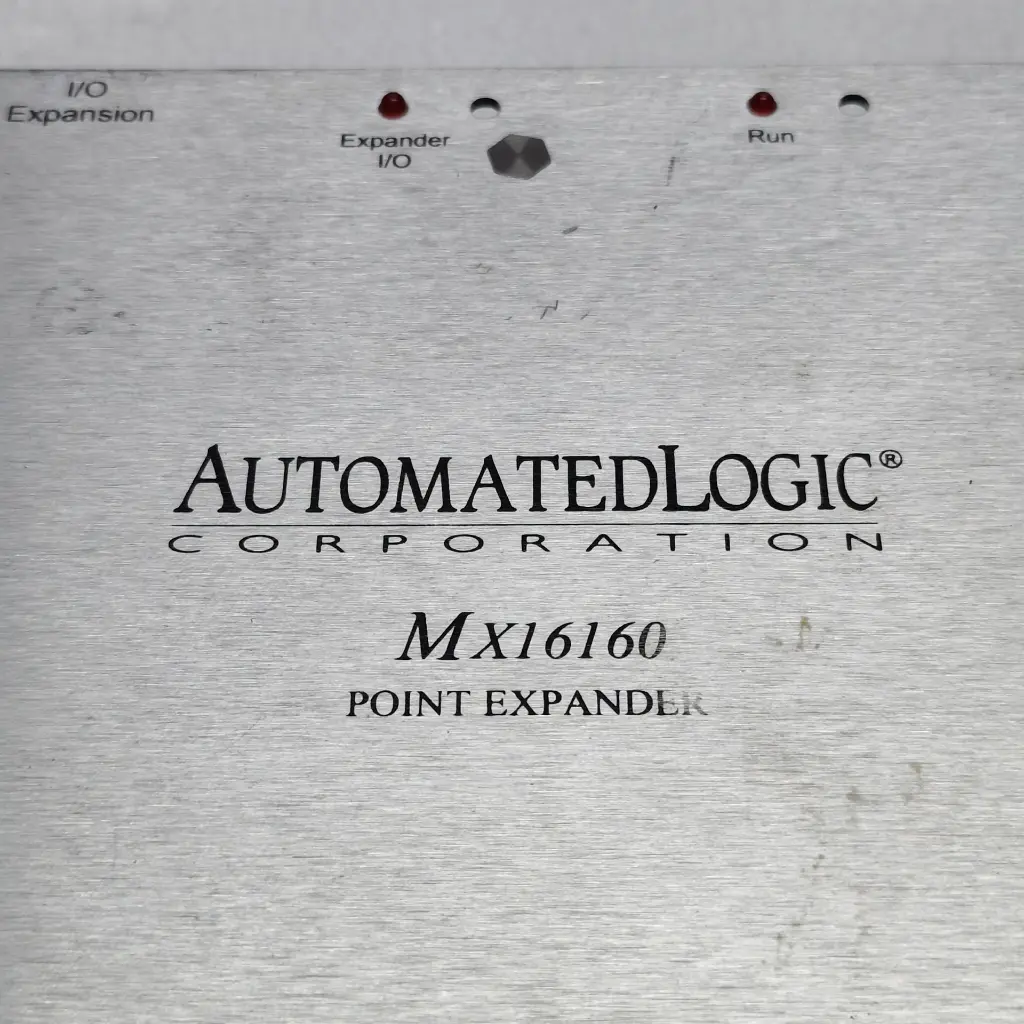 I/O
Expansion
Expander
I/O
Run
AUTOMATEDLOGIC®
CORPORATION
MX16160
POINT EXPANDER